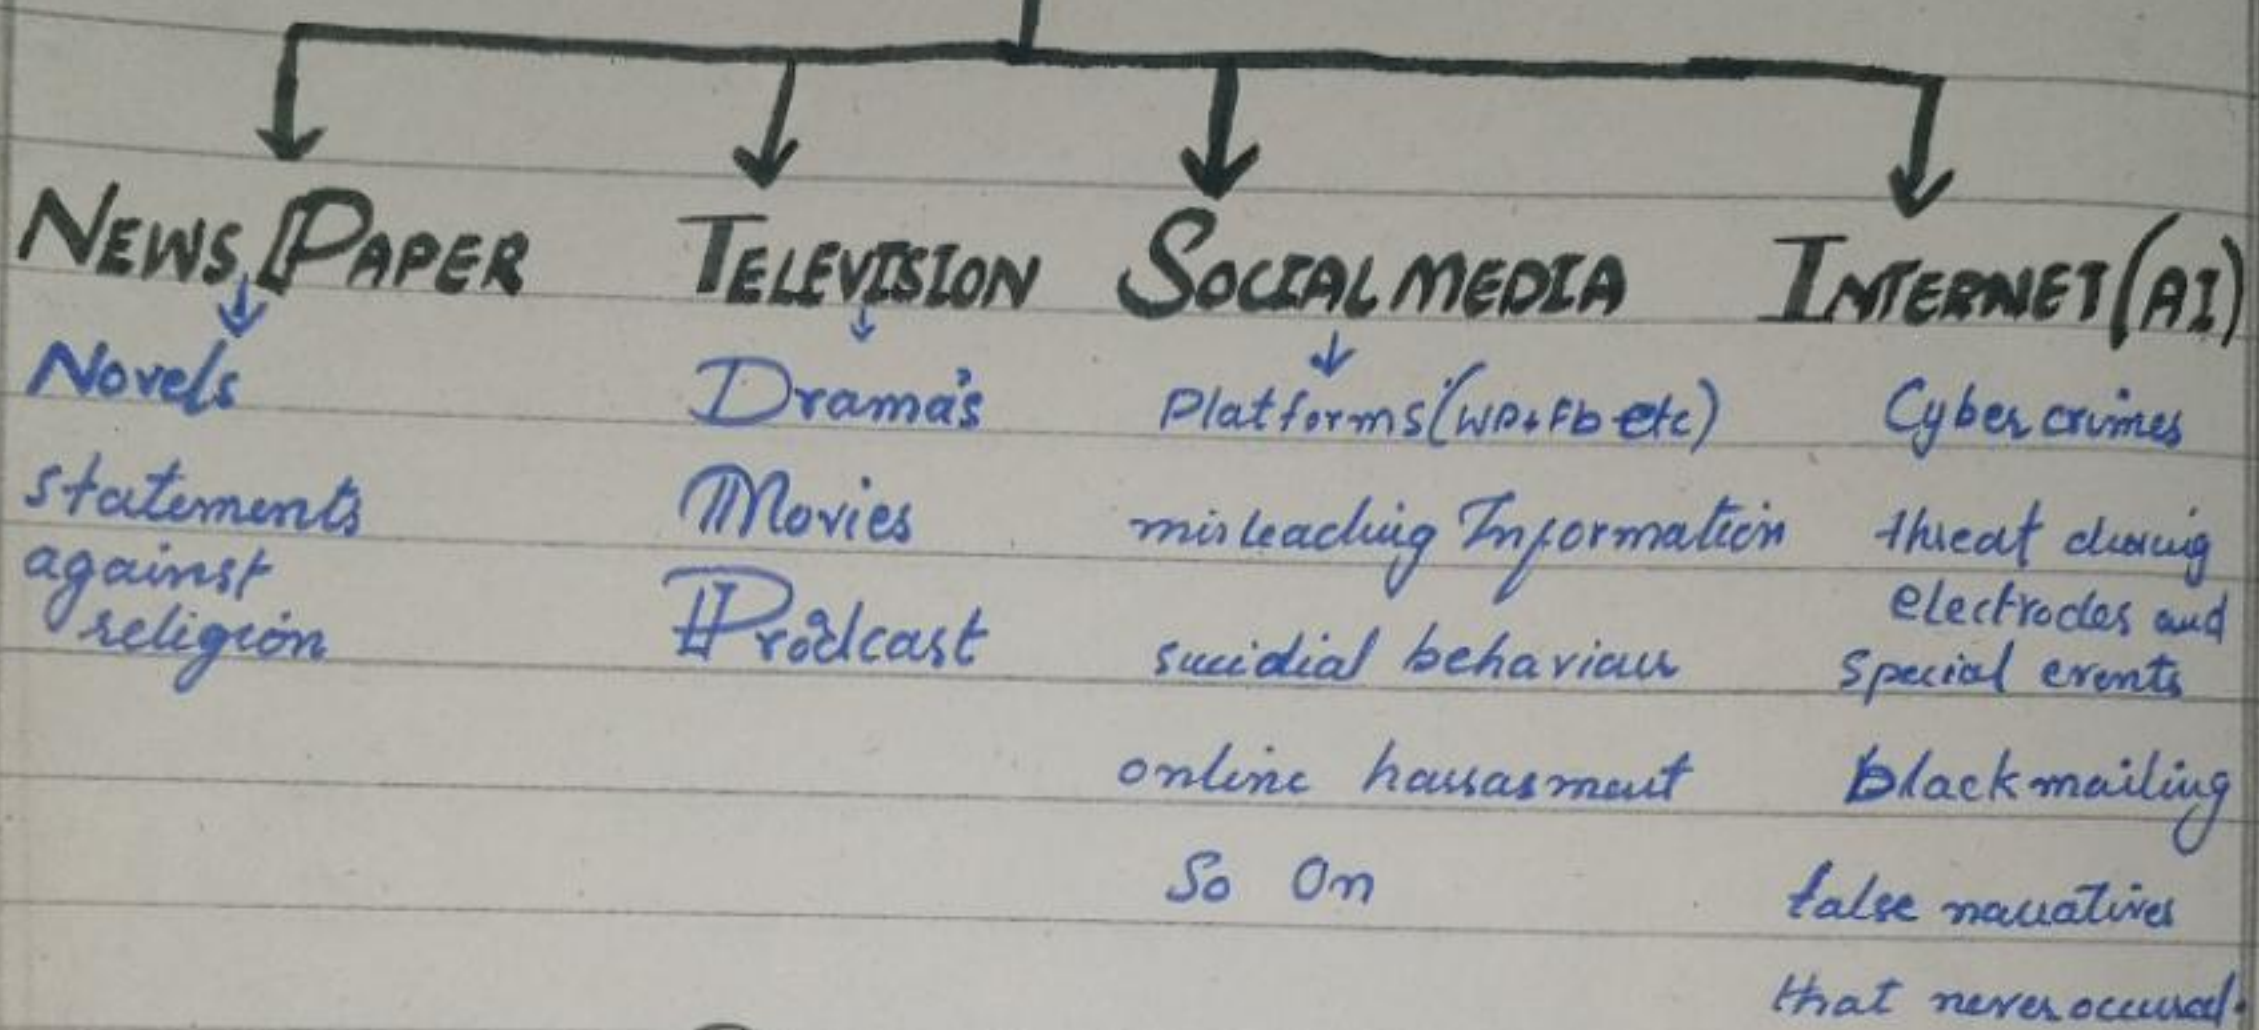 NEWS PAPER
Novels
statements
against
religion
TELEVISION
Drama's
Movies
Prodcast
SOCIAL MEDIA
Platforms (WP+Fb etc)
misleading Information
suicidial behaviour
online harrasment
So On
INTERNET (AI)
Cyber crimes
threat during
electrodes and
special events
Blackmailing
false narratives
that never occured.